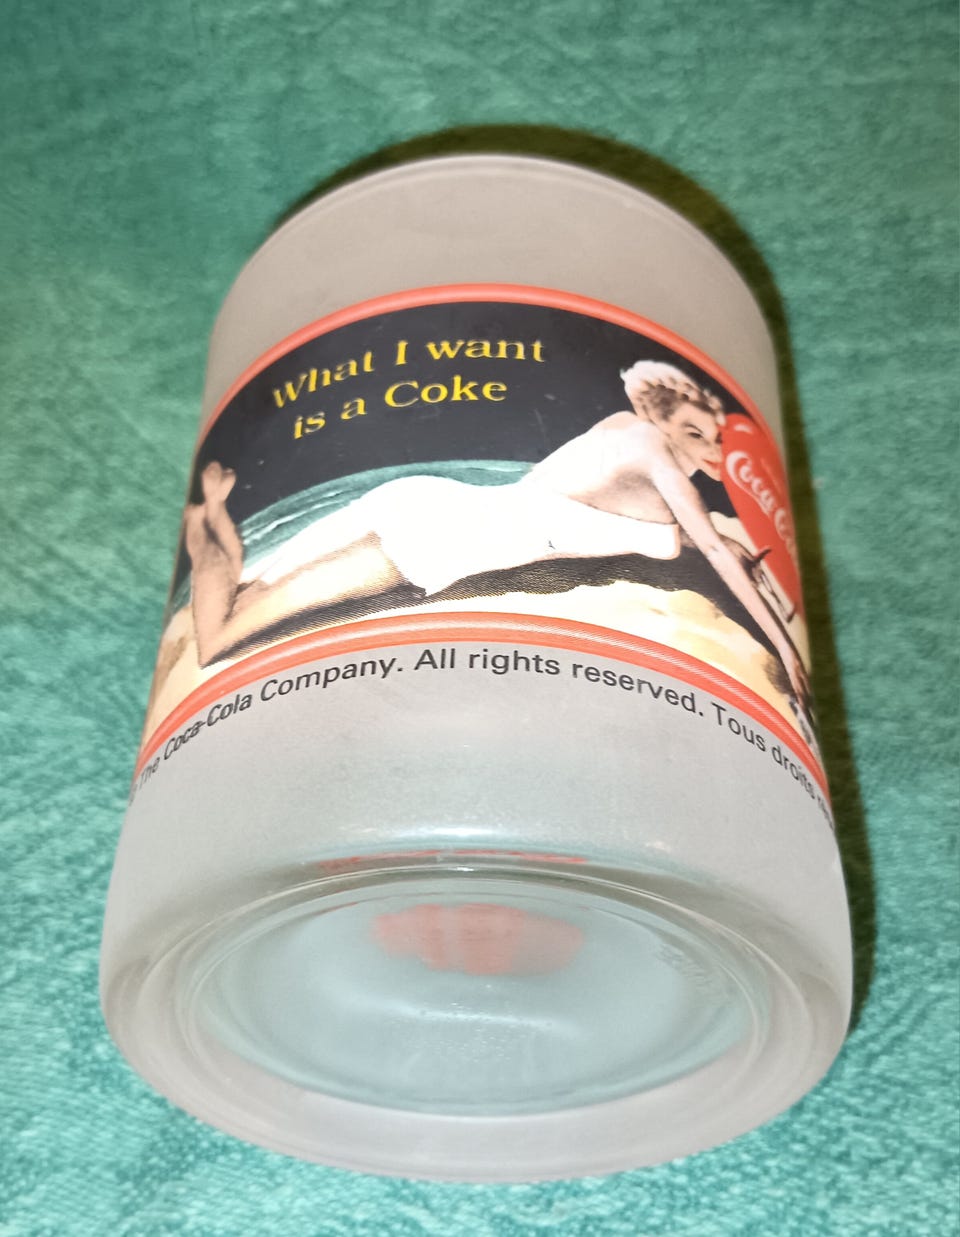 What I want
is a Coke
Coca-Cola
The Coca-Cola Company. All rights reserved. Tous droits